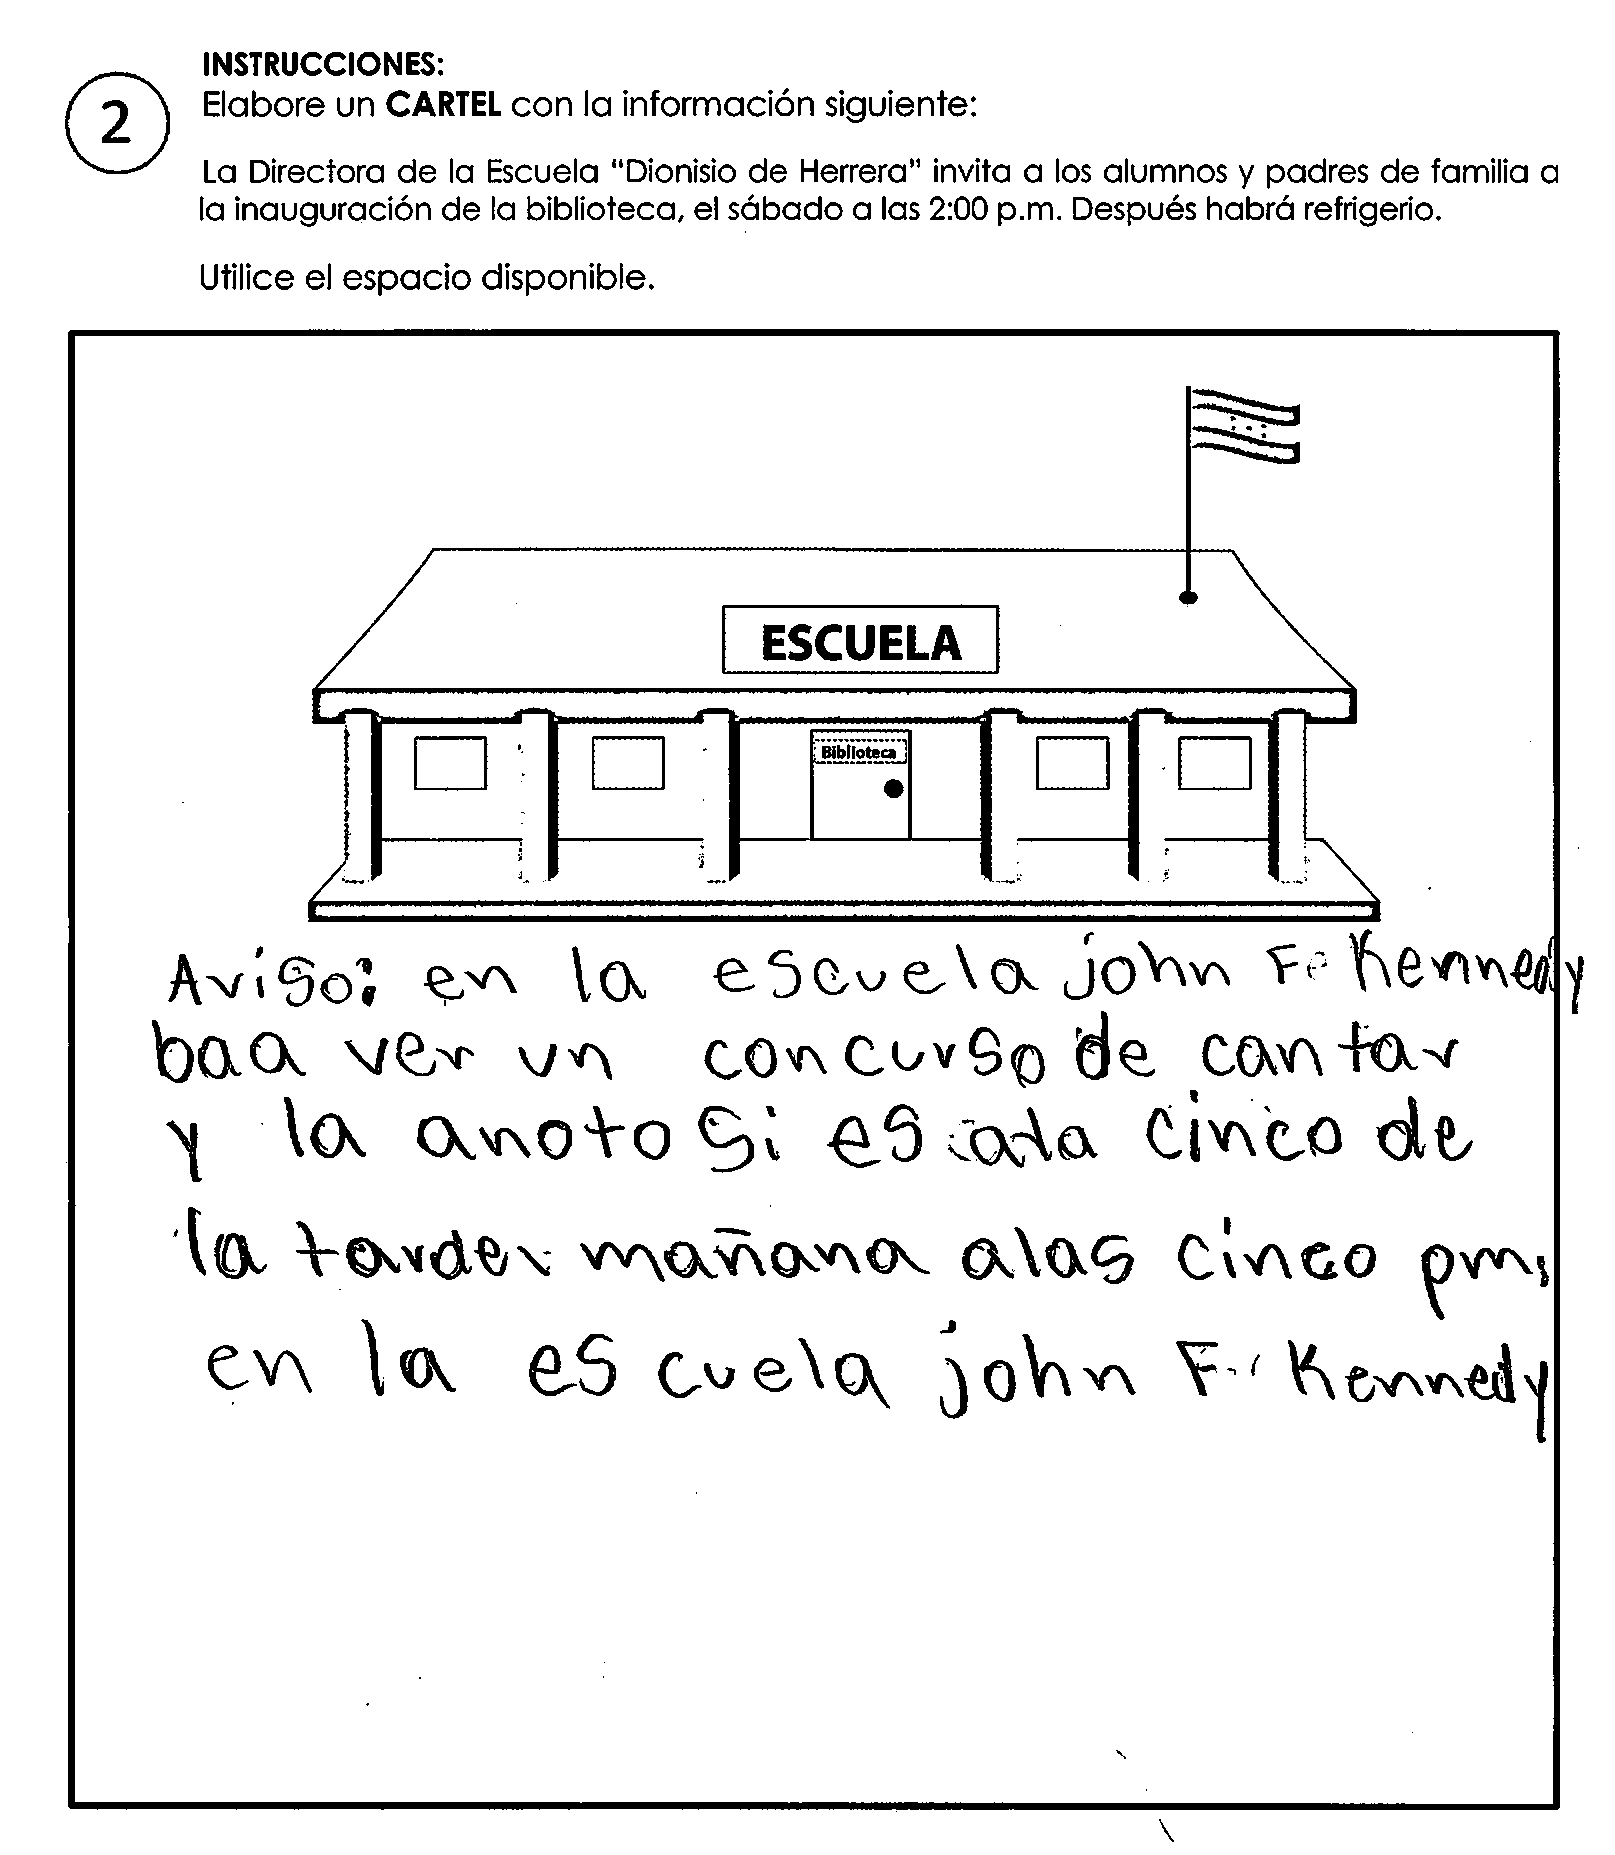 INSTRUCCIONES:
2
Elabore un CARTEL con la información siguiente:
La Directora de la Escuela “Dionisio de Herrera” invita a los alumnos y padres de familia a
la inauguración de la biblioteca, el sábado a las 2:00 p.m. Después habrá refrigerio.
Utilice el espacio disponible.
ESCUELA
Biblioteca
Aviso: en la escuela john F. Kennedy
baa ver un concurso de cantar
y la anotosi es ala cinco de
la tarde. mañana alas cinco pm.
en la escuela john F. Kennedy